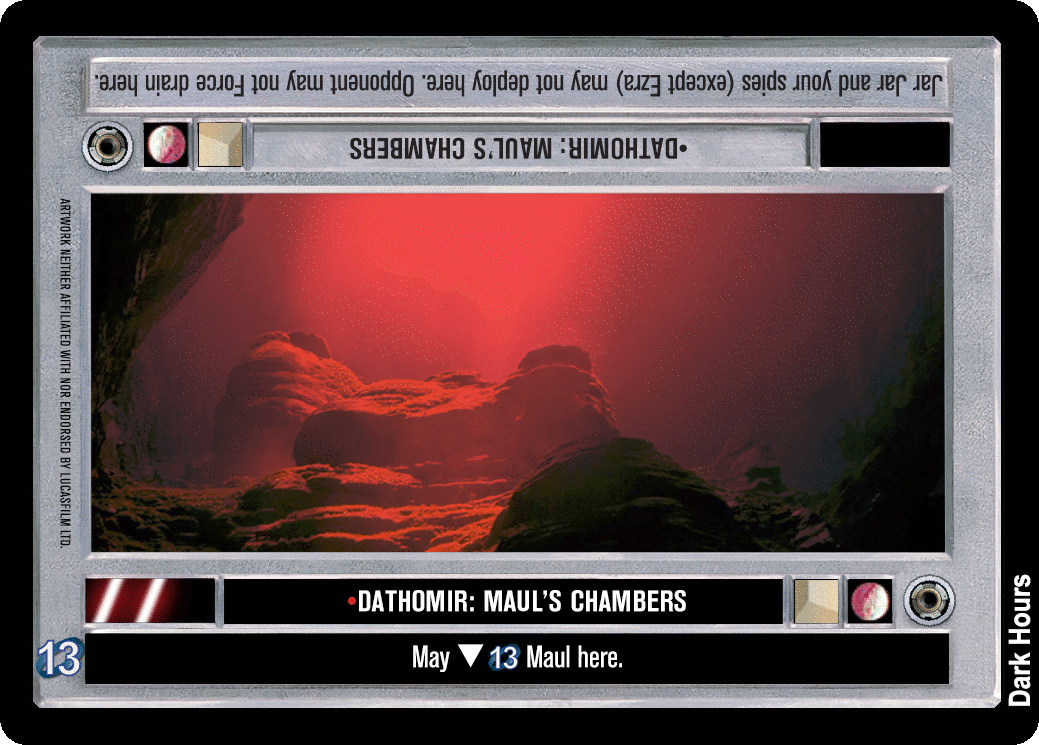 Jar Jar and your spies (except Ezra) may not deploy here. Opponent may not Force drain here.
•DATHOMIR: MAUL'S CHAMBERS
ARTWORK NEITHER AFFILIATED WITH NOR ENDORSED BY LUCASFILM LTD.
•DATHOMIR: MAUL'S CHAMBERS
13
May ▼ 13 Maul here.
Dark Hours